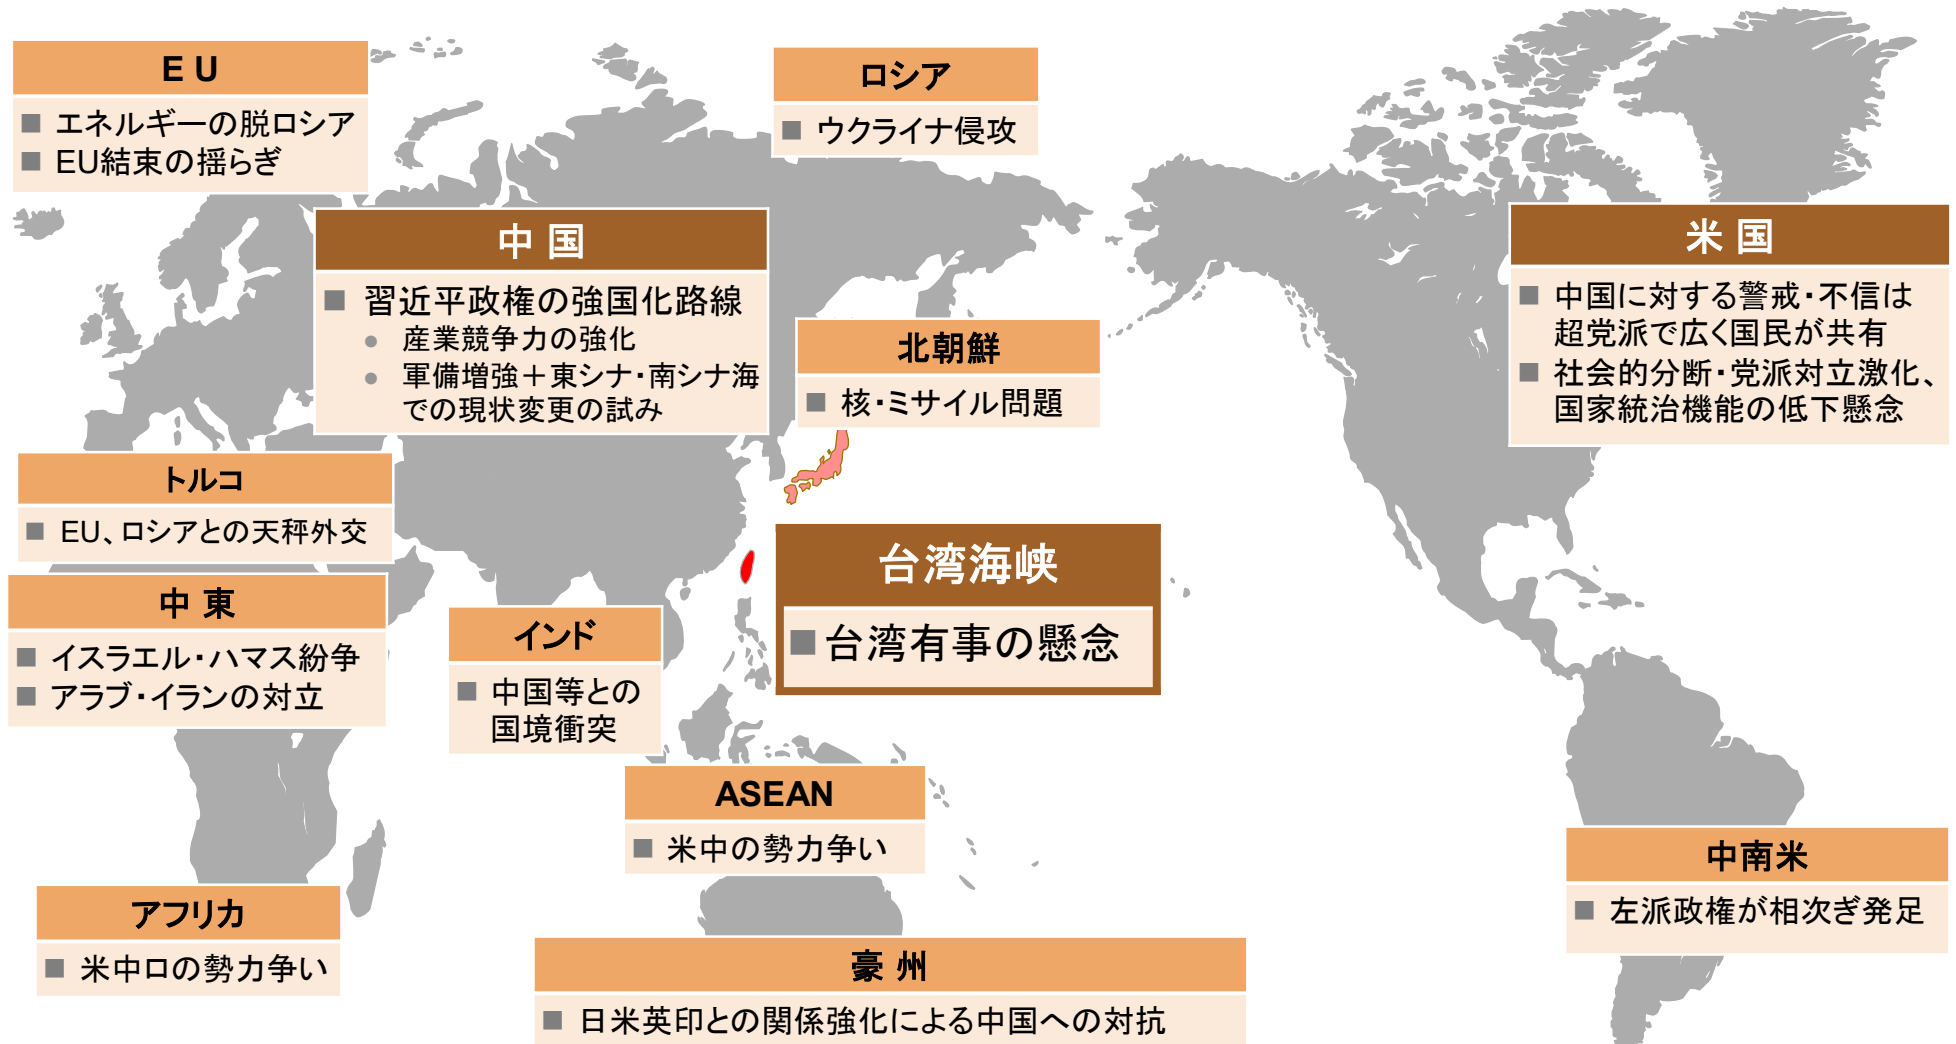 E U
■ エネルギーの脱ロシア
■ EU結束の揺らぎ
ロシア
■ ウクライナ侵攻
中 国
■ 習近平政権の強国化路線
● 産業競争力の強化
● 軍備増強＋東シナ・南シナ海
での現状変更の試み
米 国
■ 中国に対する警戒・不信は
超党派で広く国民が共有
■ 社会的分断・党派対立激化、
国家統治機能の低下懸念
北朝鮮
■ 核・ミサイル問題
トルコ
■ EU、ロシアとの天秤外交
台湾海峡
■ 台湾有事の懸念
中 東
■ イスラエル・ハマス紛争
■ アラブ・イランの対立
インド
■ 中国等との
国境衝突
ASEAN
■ 米中の勢力争い
中南米
■ 左派政権が相次ぎ発足
アフリカ
■ 米中ロの勢力争い
豪 州
■ 日米英印との関係強化による中国への対抗